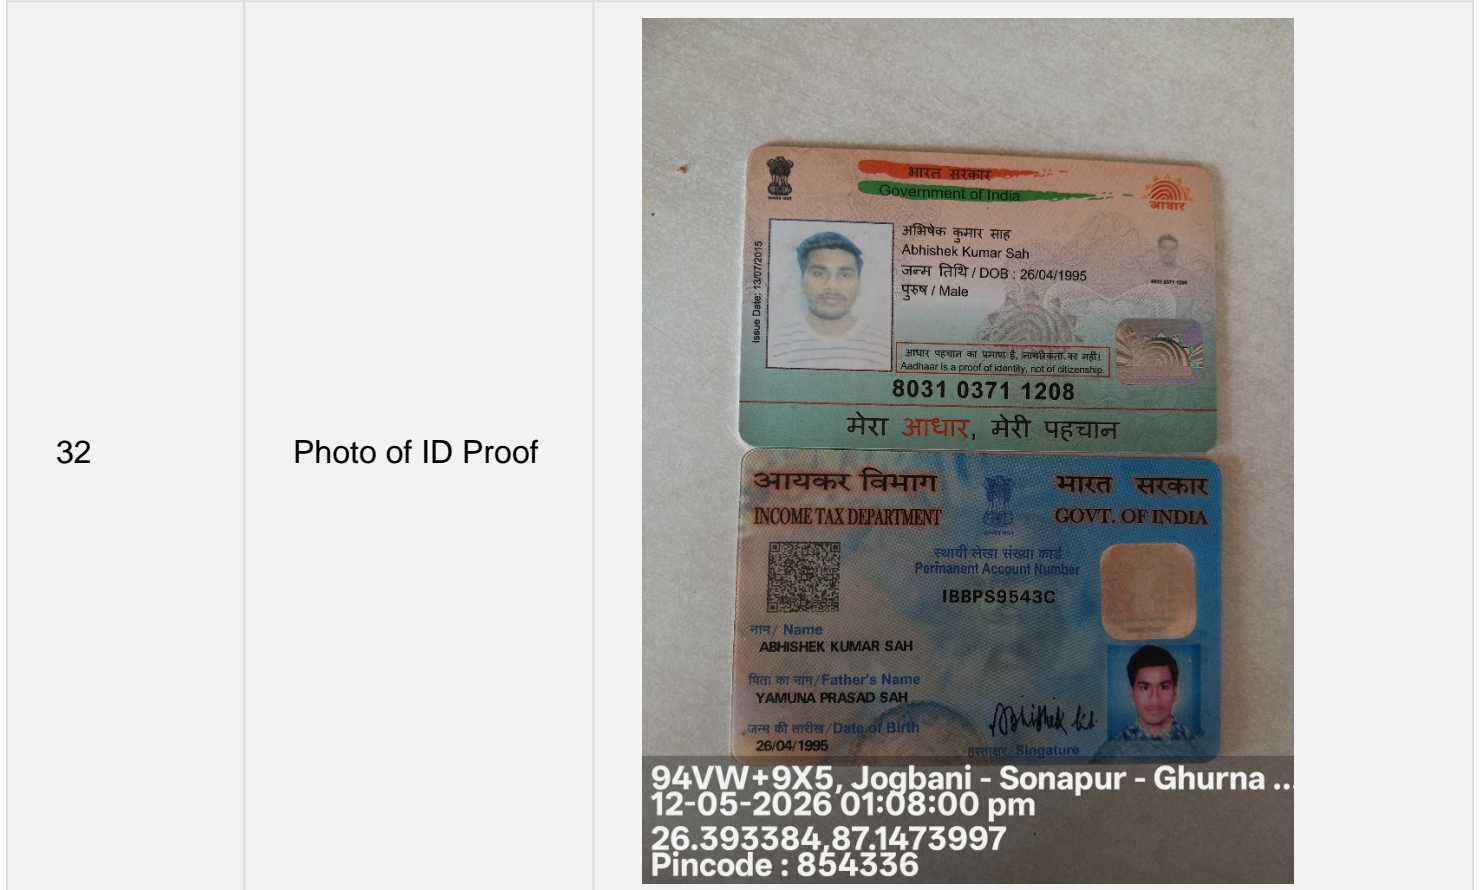 32
Photo of ID Proof
भारत सरकार
Government of India
आधार
Issue Date: 13/07/2015
अभिषेक कुमार साह
Abhishek Kumar Sah
जन्म तिथि / DOB : 26/04/1995
पुरुष / Male
8031 0371 1208
आधार पहचान का प्रमाण है, नागरिकता का नहीं।
Aadhaar is a proof of identity, not of citizenship.
8031 0371 1208
मेरा आधार, मेरी पहचान
आयकर विभाग
INCOME TAX DEPARTMENT
भारत सरकार
GOVT. OF INDIA
स्थायी लेखा संख्या कार्ड
Permanent Account Number
IBBPS9543C
नाम/ Name
ABHISHEK KUMAR SAH
पिता का नाम/Father's Name
YAMUNA PRASAD SAH
जन्म की तारीख/Date of Birth
26/04/1995
हस्ताक्षर/Singature
94VW+9X5, Jogbani - Sonapur - Ghurna ...
12-05-2026 01:08:00 pm
26.393384,87.1473997
Pincode : 854336